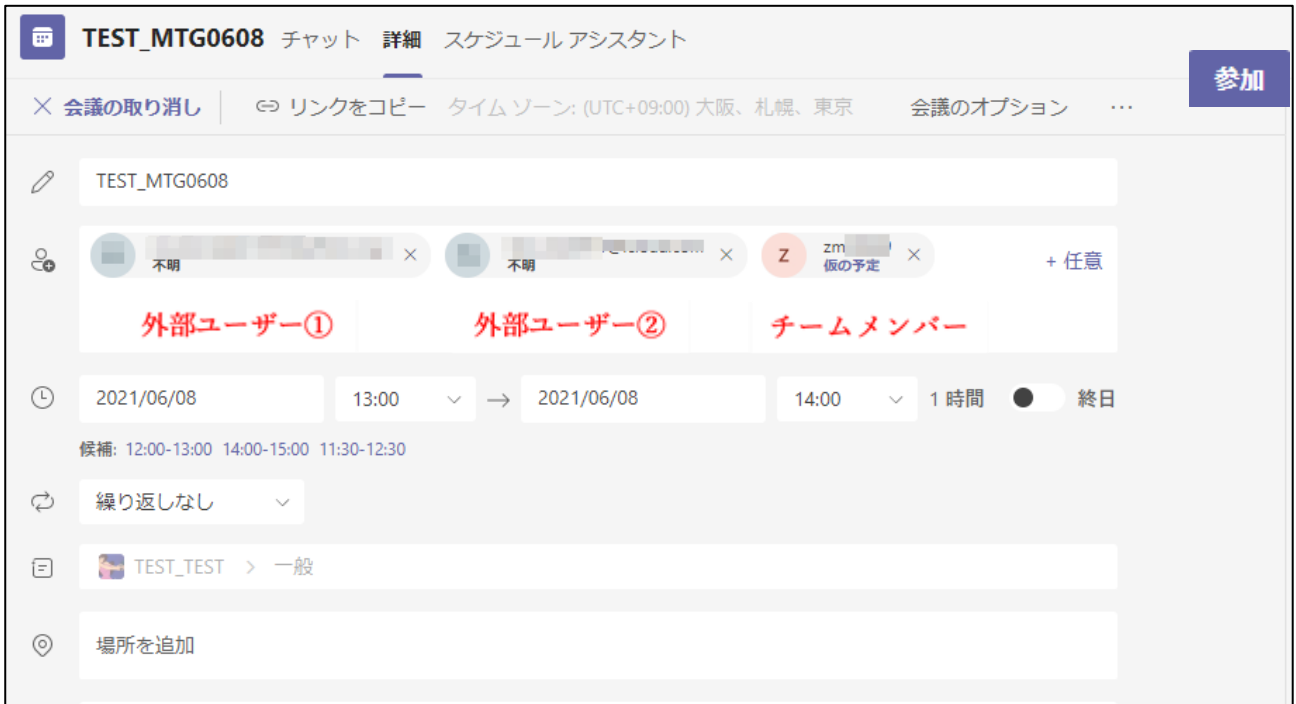 TEST_MTG0608 チャット 詳細 スケジュール アシスタント
参加
会議の取り消し リンクをコピー タイム ゾーン: (UTC+09:00) 大阪、札幌、東京 会議のオプション ...
TEST_MTG0608
不明 不明 Z zm 仮の予定 + 任意
外部ユーザー① 外部ユーザー② チームメンバー
2021/06/08 13:00 → 2021/06/08 14:00 1 時間 終日
候補: 12:00-13:00 14:00-15:00 11:30-12:30
繰り返しなし
TEST_TEST > 一般
場所を追加